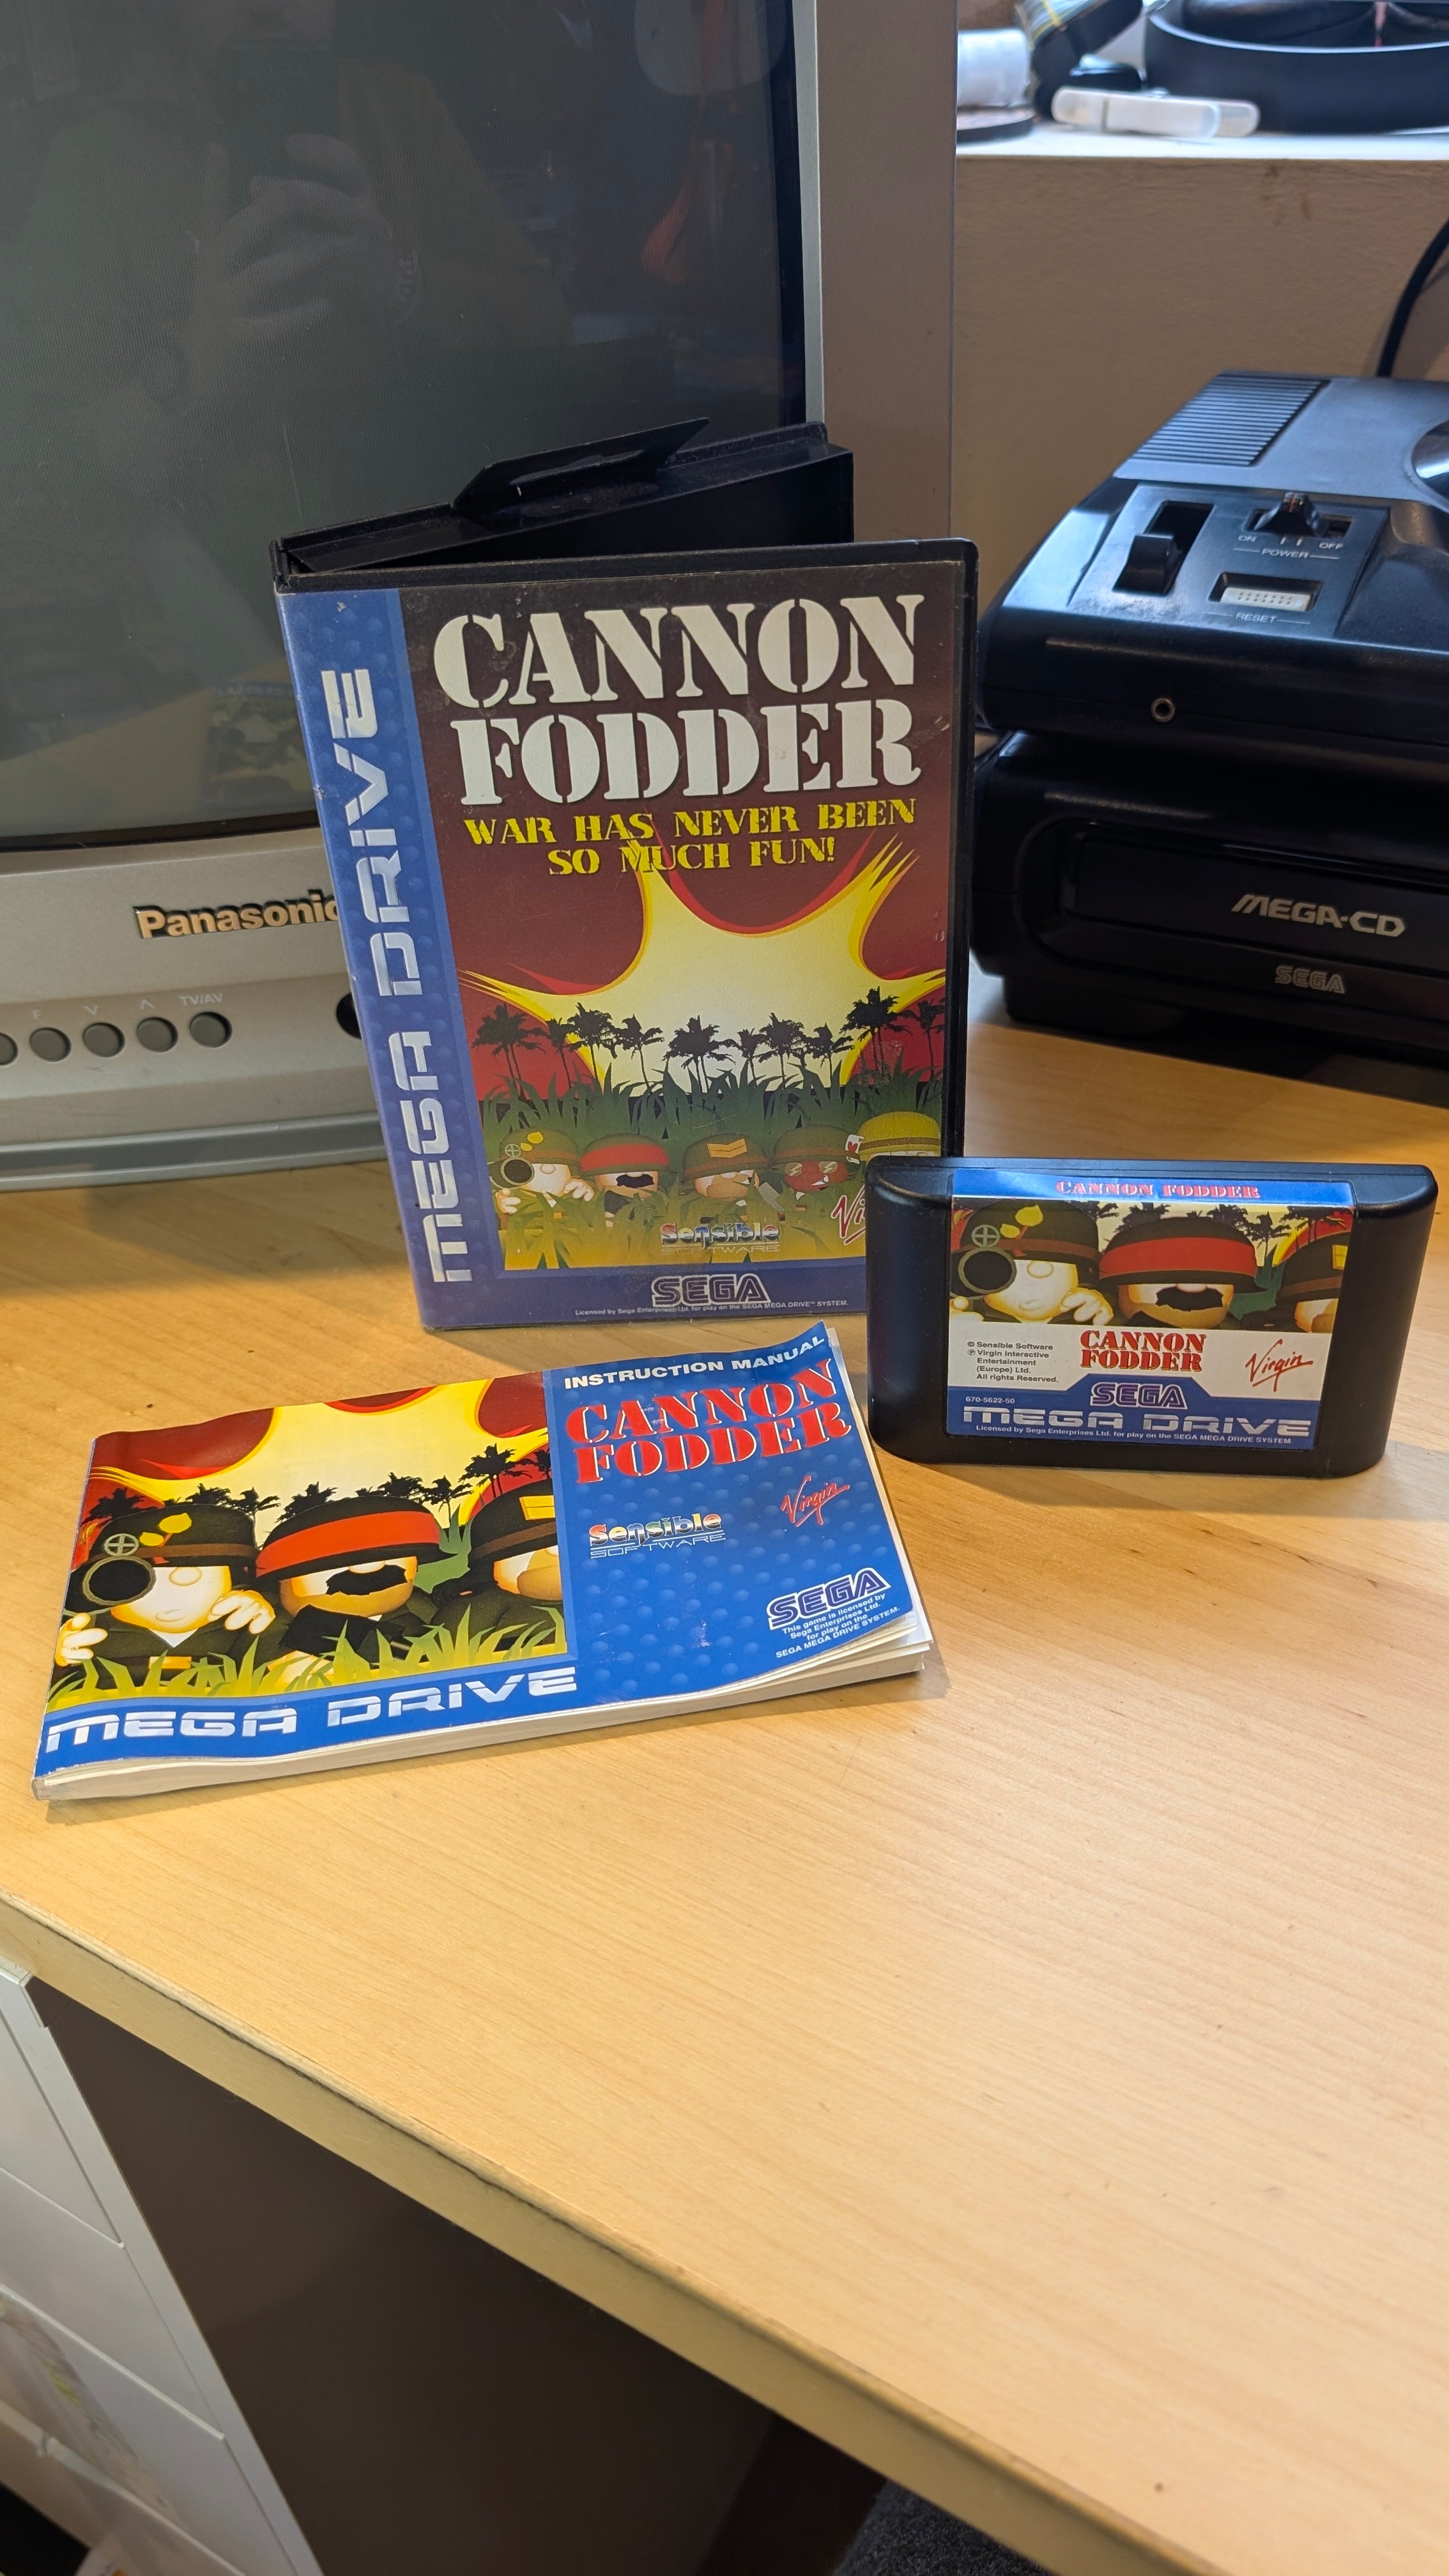 ON
OFF
POWER
RESET
MEGA-CD
SEGA
Panasonic
F
TV/AV
MEGA DRIVE
CANNON
FODDER
WAR HAS NEVER BEEN
SO MUCH FUN!
Sensible
SOFTWARE
SEGA
Licensed by Sega Enterprises Ltd. for play on the SEGA MEGA DRIVE™ SYSTEM.
CANNON FODDER
© Sensible Software
℗ Virgin Interactive
Entertainment
(Europe) Ltd.
All rights Reserved.
CANNON
FODDER
Virgin
SEGA
670-5622-50
MEGA DRIVE
Licensed by Sega Enterprises Ltd. for play on the SEGA MEGA DRIVE SYSTEM.
INSTRUCTION MANUAL
CANNON
FODDER
Virgin
Sensible
SOFTWARE
SEGA
This game is licensed by
Sega Enterprises Ltd.
for play on the
SEGA MEGA DRIVE SYSTEM.
MEGA DRIVE